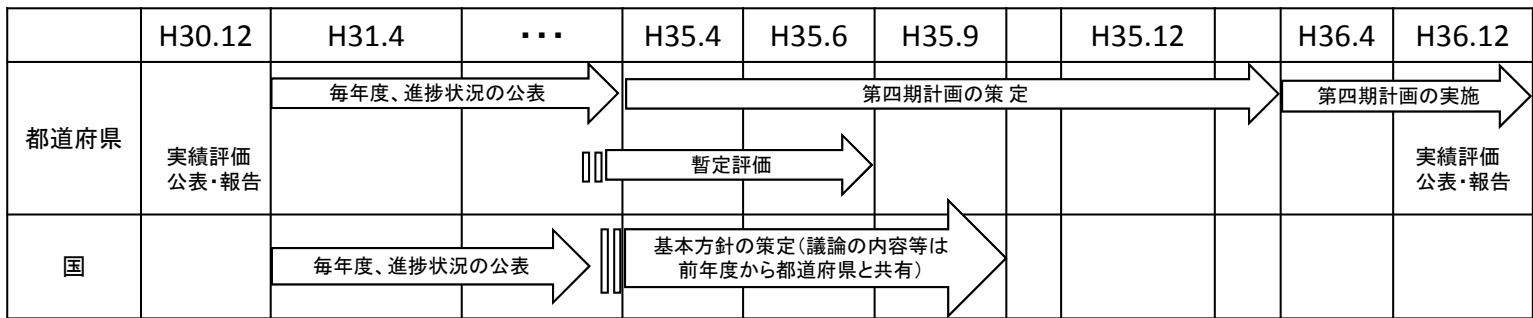 H30.12 H31.4 ・・・ H35.4 H35.6 H35.9 H35.12 H36.4 H36.12
都道府県
毎年度、進捗状況の公表
第四期計画の策 定
第四期計画の実施
実績評価
公表・報告
暫定評価
実績評価
公表・報告
国
毎年度、進捗状況の公表
基本方針の策定（議論の内容等は
前年度から都道府県と共有）